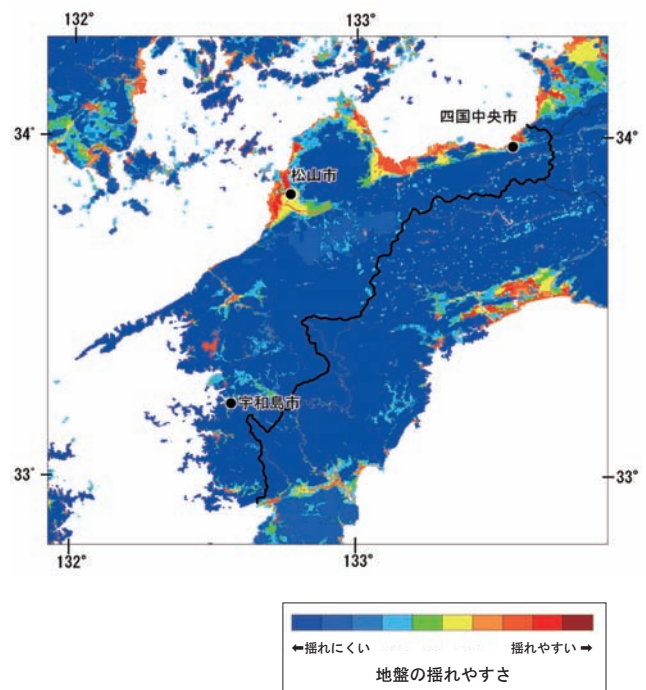 132°
133°
四国中央市
34°
34°
松山市
宇和島市
33°
33°
132°
133°
⬅揺れにくい
揺れやすい ➡
地盤の揺れやすさ